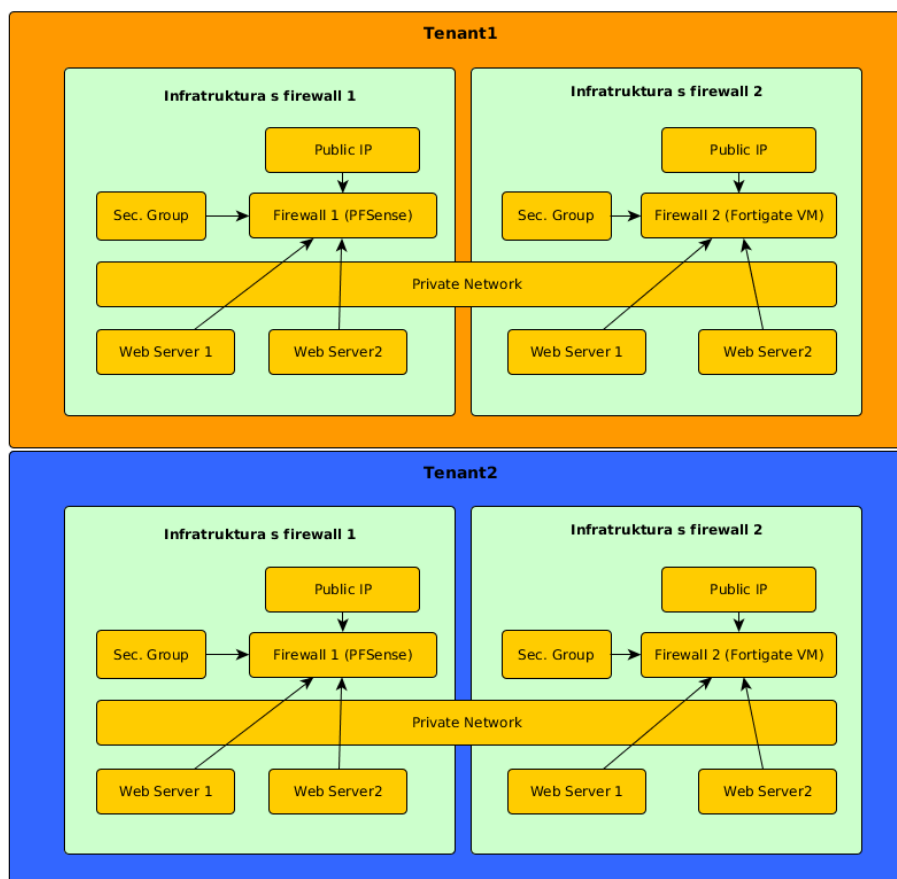 Tenant1
Infratruktura s firewall 1
Infratruktura s firewall 2
Public IP
Public IP
Sec. Group
Firewall 1 (PFSense)
Sec. Group
Firewall 2 (Fortigate VM)
Private Network
Web Server 1
Web Server2
Web Server 1
Web Server2
Tenant2
Infratruktura s firewall 1
Infratruktura s firewall 2
Public IP
Public IP
Sec. Group
Firewall 1 (PFSense)
Sec. Group
Firewall 2 (Fortigate VM)
Private Network
Web Server 1
Web Server2
Web Server 1
Web Server2